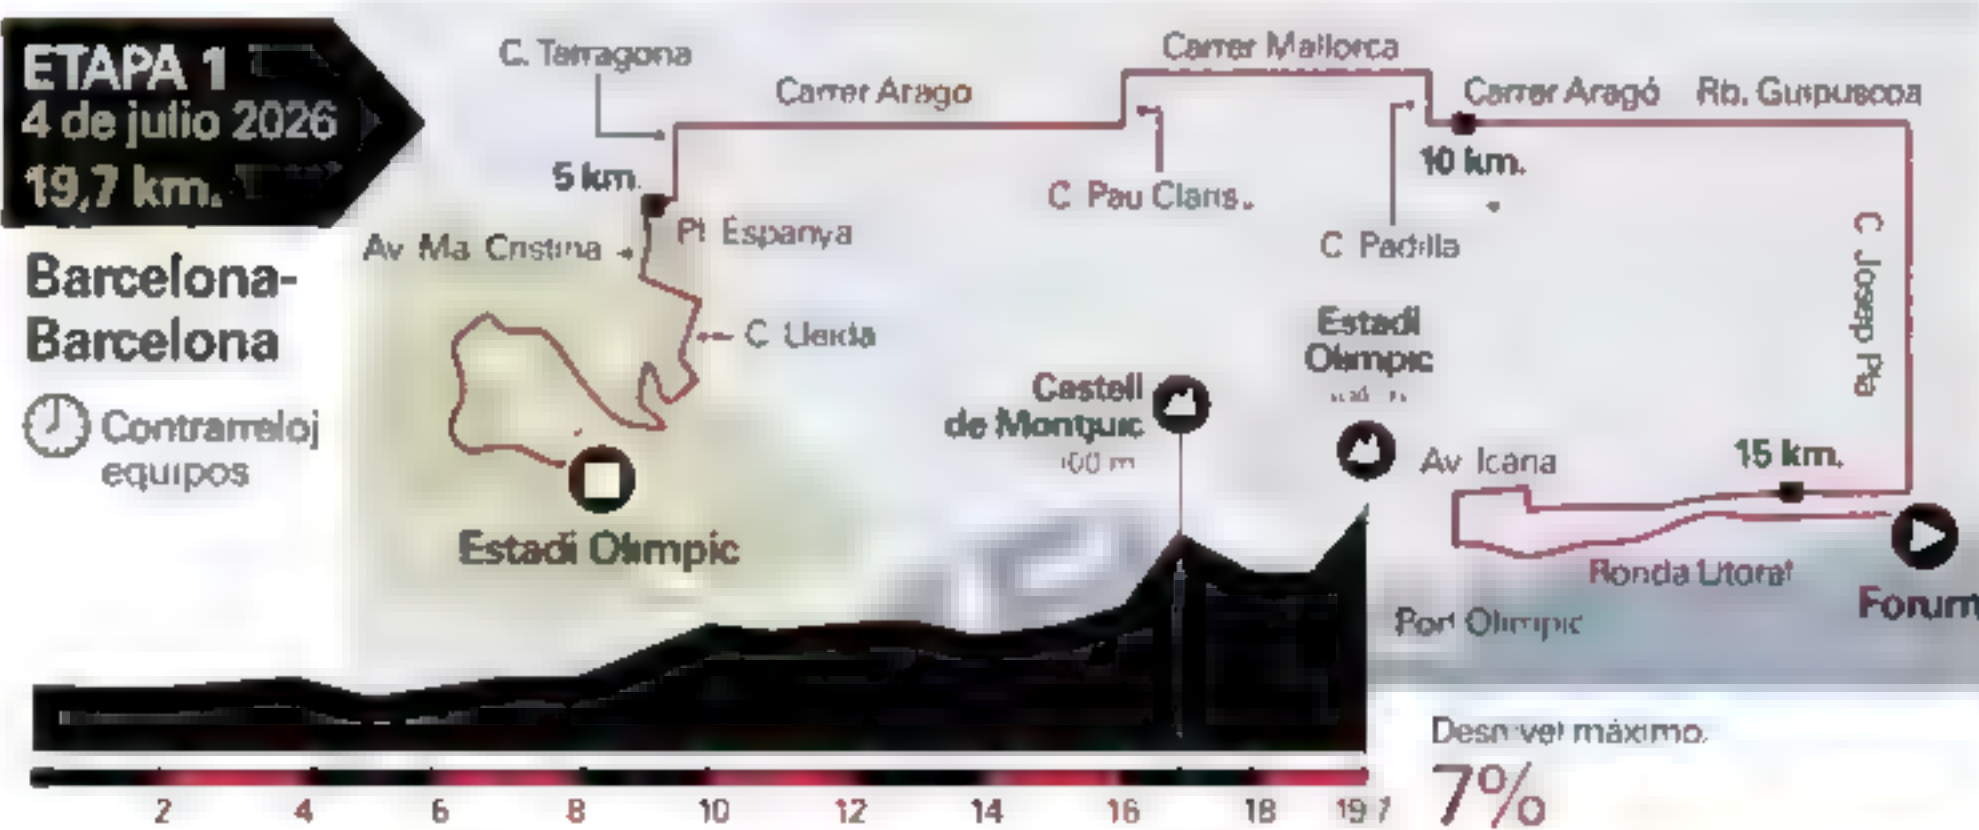 ETAPA 1
4 de julio 2026
19,7 km.
Barcelona-
Barcelona
Contrarreloj
equipos
C. Tarragona
Carrer Arago
Carrer Mallorca
Carrer Aragó
Rb. Guipuscoa
5 km.
Pl. Espanya
Av. Ma. Cristina
C. Lleida
C. Pau Claris.
C. Padilla
10 km.
C. Josep Pla
Estadi Olímpic
Castell
de Montjuic
Estadi
Olímpic
Av. Icaria
15 km.
Ronda Litoral
Port Olímpic
Forum
2 4 6 8 10 12 14 16 18 19,7
Desnivel máximo.
7%